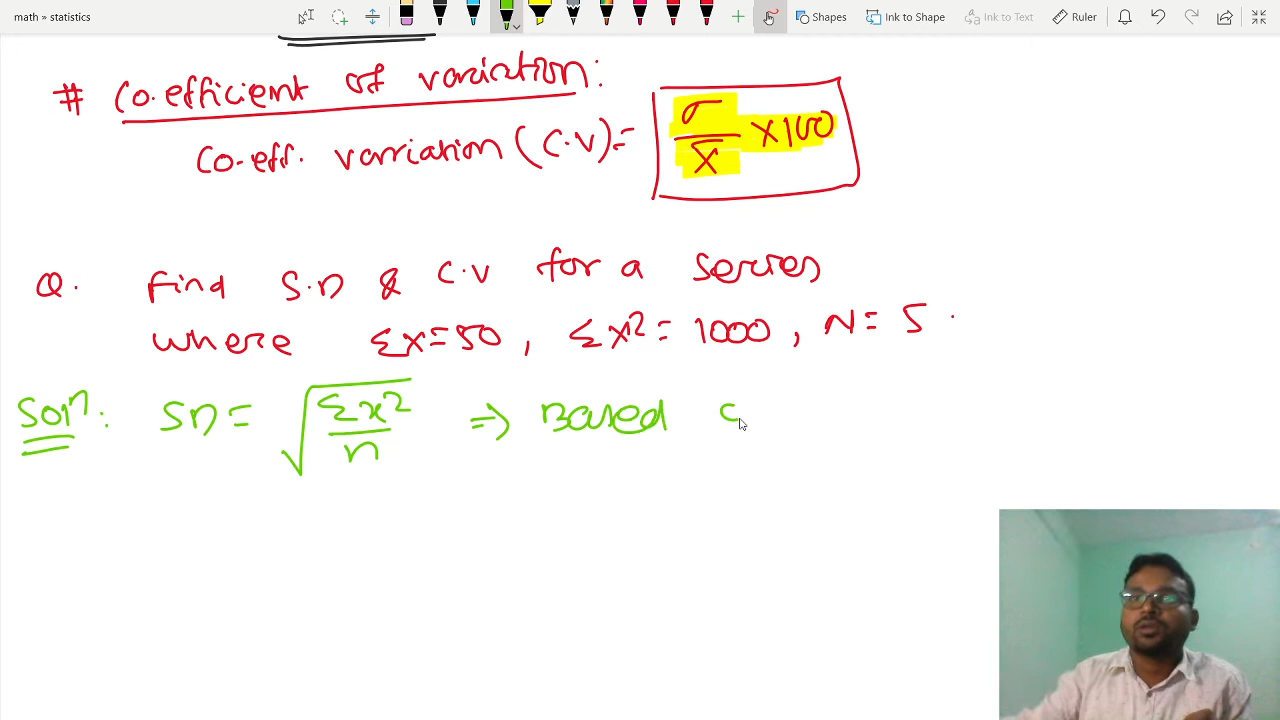 math » statistics
Shapes Ink to Shape Ink to Text Ruler
# Co.efficient of variation:
Co-eff. variation (C.V) = σ/x̄ ×100
Q. Find S.D & C.V for a series
where Σx=50, Σx²= 1000, N= 5.
Solⁿ: SD = √Σx²/n ⇒ Based